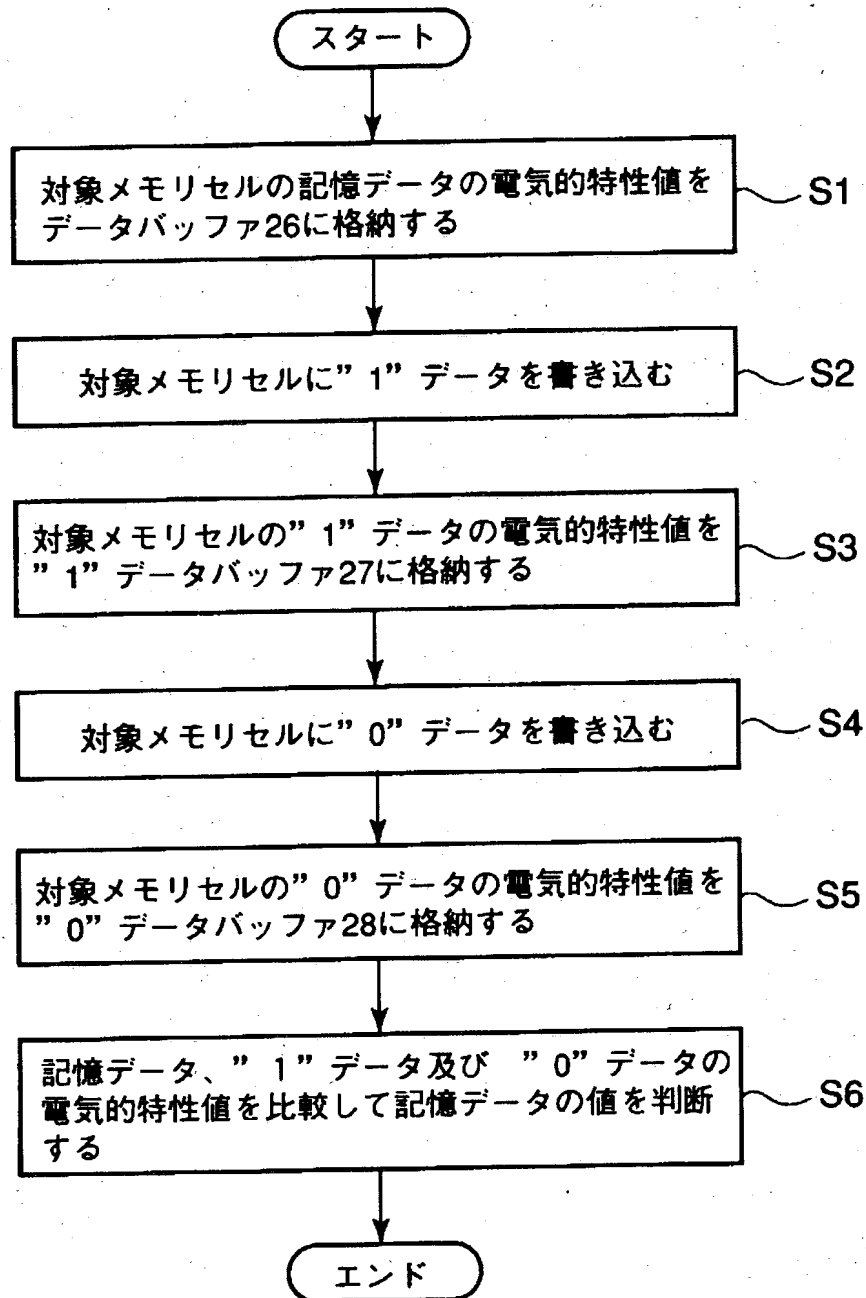 スタート
対象メモリセルの記憶データの電気的特性値を
データバッファ26に格納する
S1
対象メモリセルに”1”データを書き込む
S2
対象メモリセルの”1”データの電気的特性値を
”1”データバッファ27に格納する
S3
対象メモリセルに”0”データを書き込む
S4
対象メモリセルの”0”データの電気的特性値を
”0”データバッファ28に格納する
S5
記憶データ、”1”データ及び ”0”データの
電気的特性値を比較して記憶データの値を判断
する
S6
エンド